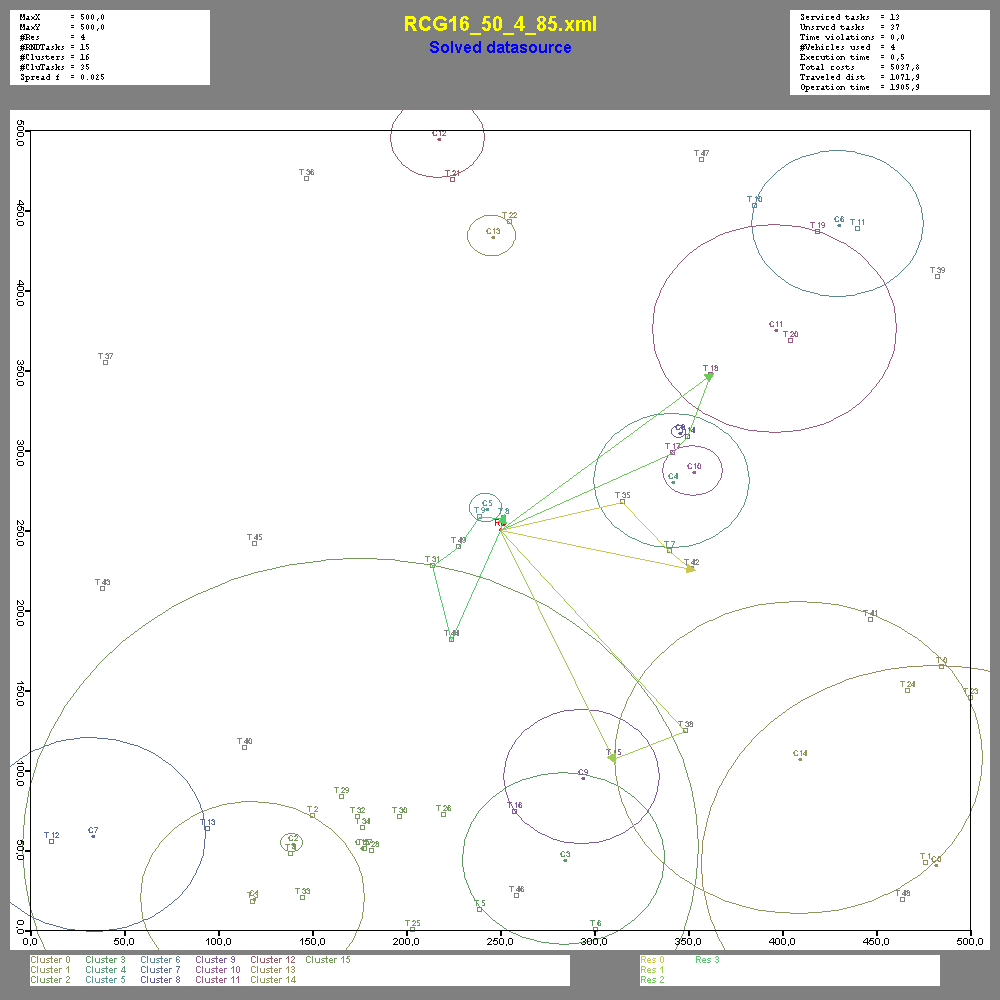 RCG16_50_4_85.xml
Solved datasource
MaxX = 500,0
MaxY = 500,0
#Res = 4
#RNDTasks = 15
#Clusters = 16
#CluTasks = 35
Spread f = 0.025
Serviced tasks = 13
Unsrvcd tasks = 37
Time violations = 0,0
#Vehicles used = 4
Execution time = 0,5
Total costs = 5037,8
Traveled dist = 1071,9
Operation time = 1905,9
500,0
C12
T 47
T 36
T 21
450,0
T 10
T 22
C6
T 11
T 19
C13
400,0
T 39
C11
T 20
350,0
T 37
T 18
300,0
T 17
C10
C4
T 35
C5
T 9
T 8
250,0
T 45
T 49
T 7
T 31
T 42
T 43
200,0
T 41
T 44
T 0
T 24
T 23
150,0
T 38
T 40
T 15
C14
100,0
C9
T 29
T 16
T 2
T 32
T 30
T 26
T 34
T 13
C7
T 12
C2
T 28
50,0
C3
T 1
C0
T 33
T 46
T 48
T 5
T 25
T 6
0,0
0,0 50,0 100,0 150,0 200,0 250,0 300,0 350,0 400,0 450,0 500,0
Cluster 0 Cluster 3 Cluster 6 Cluster 9 Cluster 12 Cluster 15
Cluster 1 Cluster 4 Cluster 7 Cluster 10 Cluster 13
Cluster 2 Cluster 5 Cluster 8 Cluster 11 Cluster 14
Res 0 Res 3
Res 1
Res 2